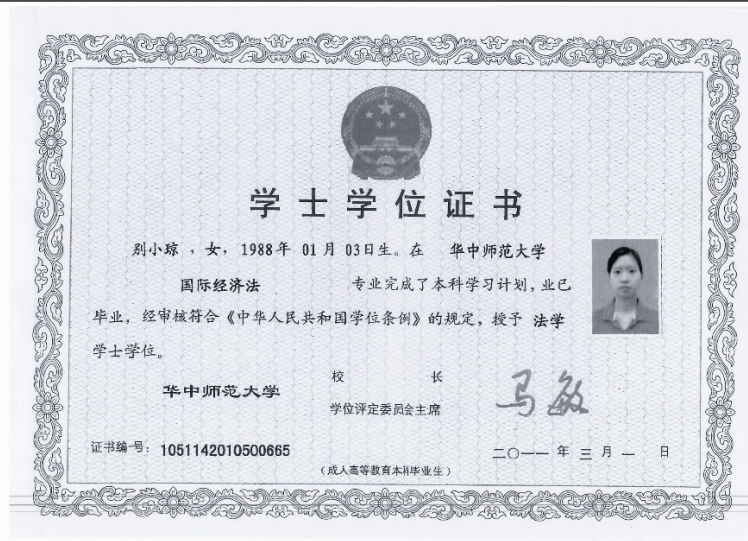 学士学位证书
别小琼，女，1988年 01月 03日生。在 华中师范大学
国际经济法 专业完成了本科学习计划，业已
毕业，经审核符合《中华人民共和国学位条例》的规定，授予 法学
学士学位。
华中师范大学
校 长
学位评定委员会主席
马敏
证书编号：1051142010500665
二〇一一 年 三 月 一 日
（成人高等教育本科毕业生）